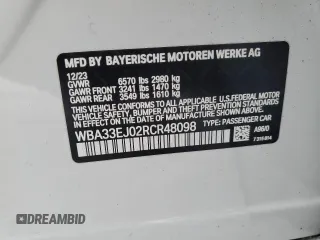 MFD BY BAYERISCHE MOTOREN WERKE AG
12/23
GVWR 6570 lbs 2980 kg
GAWR FRONT 3241 lbs 1470 kg
GAWR REAR 3549 lbs 1610 kg
THIS VEHICLE CONFORMS TO ALL APPLICABLE U.S. FEDERAL MOTOR
VEHICLE SAFETY, BUMPER, AND THEFT PREVENTION STANDARDS
IN EFFECT ON THE DATE OF MANUFACTURE SHOWN ABOVE.
WBA33EJ02RCR48098 TYPE: PASSENGER CAR
A96/0
DREAMBID